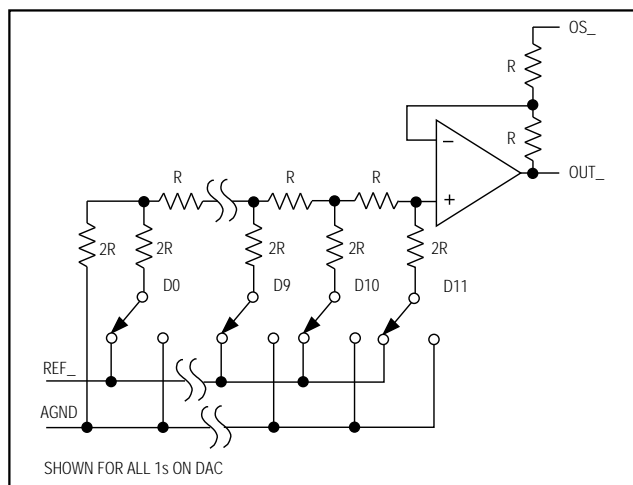 OS_
R
R
OUT_
–
+
R
R
R
2R
2R
2R
2R
2R
D0
D9
D10
D11
REF_
AGND
SHOWN FOR ALL 1s ON DAC